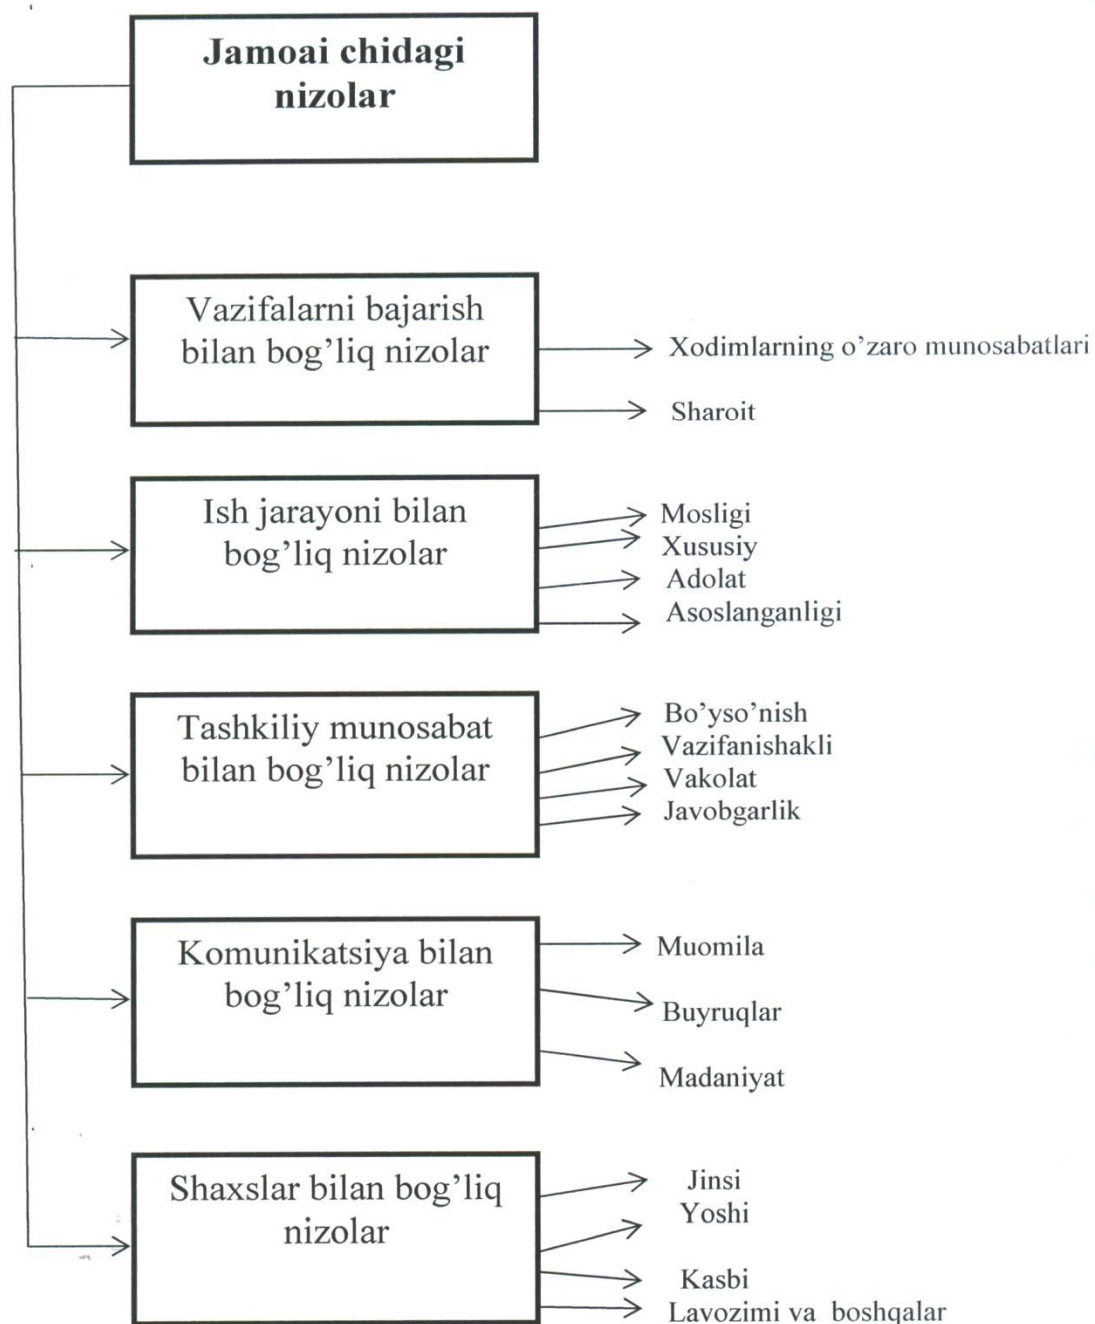 Jamoai chidagi
nizolar
Vazifalarni bajarish
bilan bog’liq nizolar
Xodimlarning o’zaro munosabatlari
Sharoit
Ish jarayoni bilan
bog’liq nizolar
Mosligi
Xususiy
Adolat
Asoslanganligi
Tashkiliy munosabat
bilan bog’liq nizolar
Bo’yso’nish
Vazifanishakli
Vakolat
Javobgarlik
Komunikatsiya bilan
bog’liq nizolar
Muomila
Buyruqlar
Madaniyat
Shaxslar bilan bog’liq
nizolar
Jinsi
Yoshi
Kasbi
Lavozimi va boshqalar